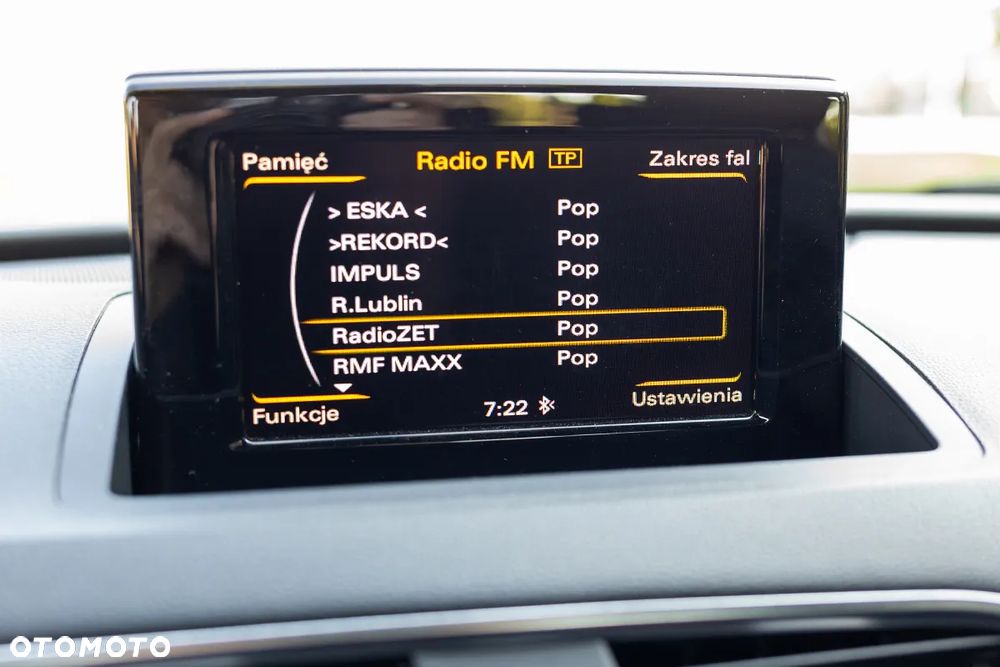 Pamięć Radio FM TP Zakres fal
> ESKA < Pop
>REKORD< Pop
IMPULS Pop
R.Lublin Pop
RadioZET Pop
RMF MAXX Pop
Funkcje 7:22 Ustawienia
OTOMOTO